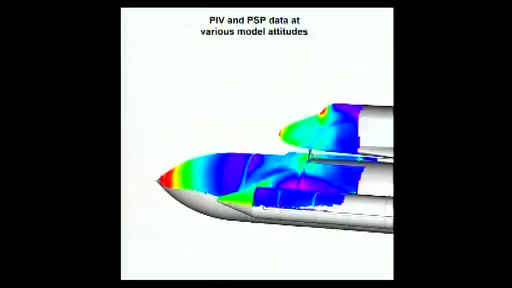 PIV and PSP data at
various model attitudes